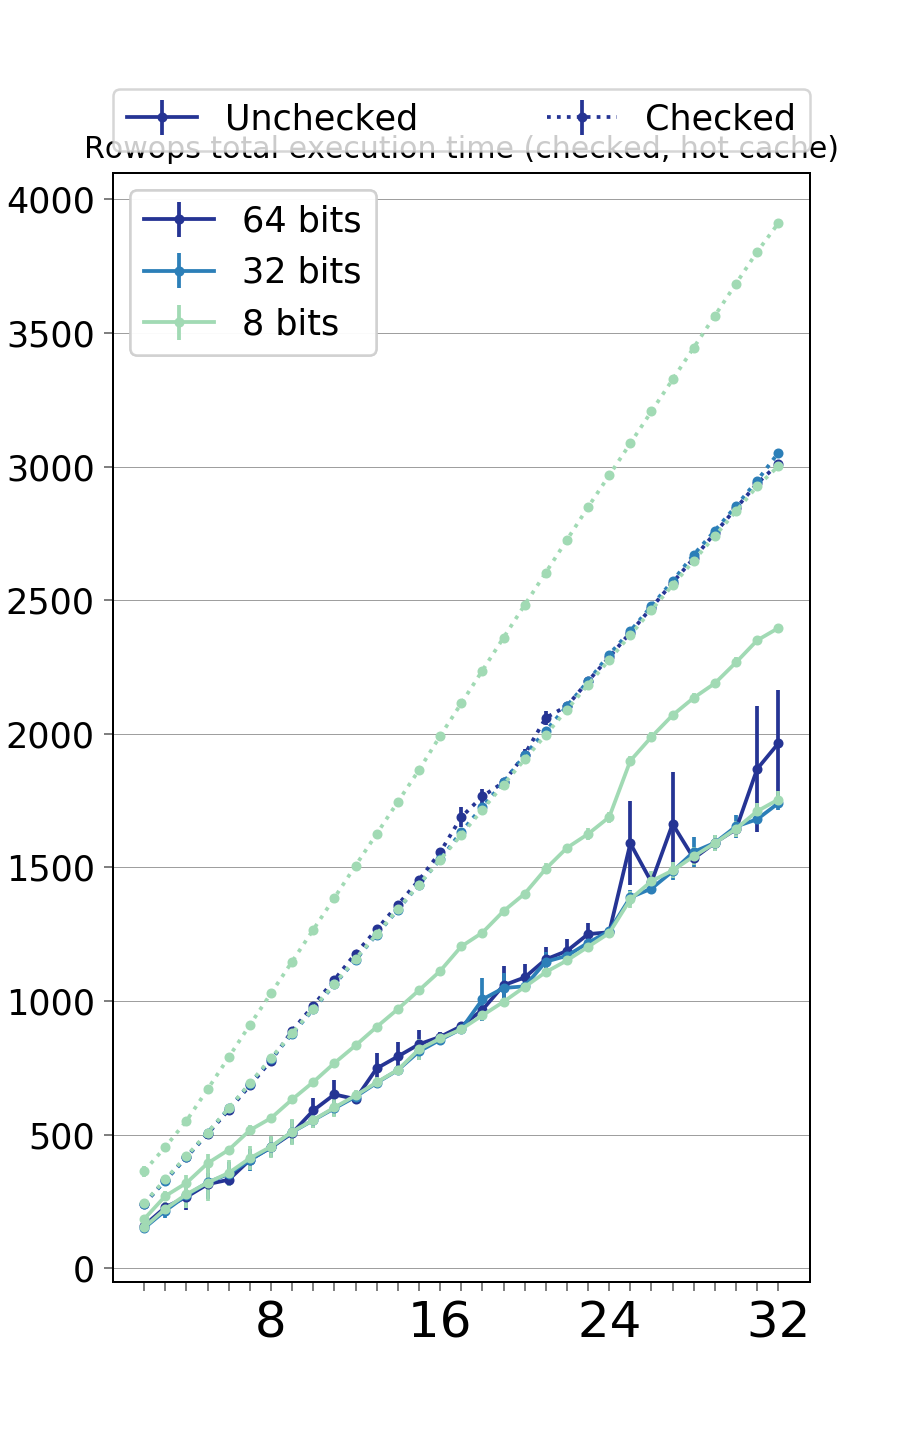 Unchecked Checked
Rowops total execution time (checked, hot cache)
64 bits
32 bits
8 bits
4000
3500
3000
2500
2000
1500
1000
500
0
8 16 24 32